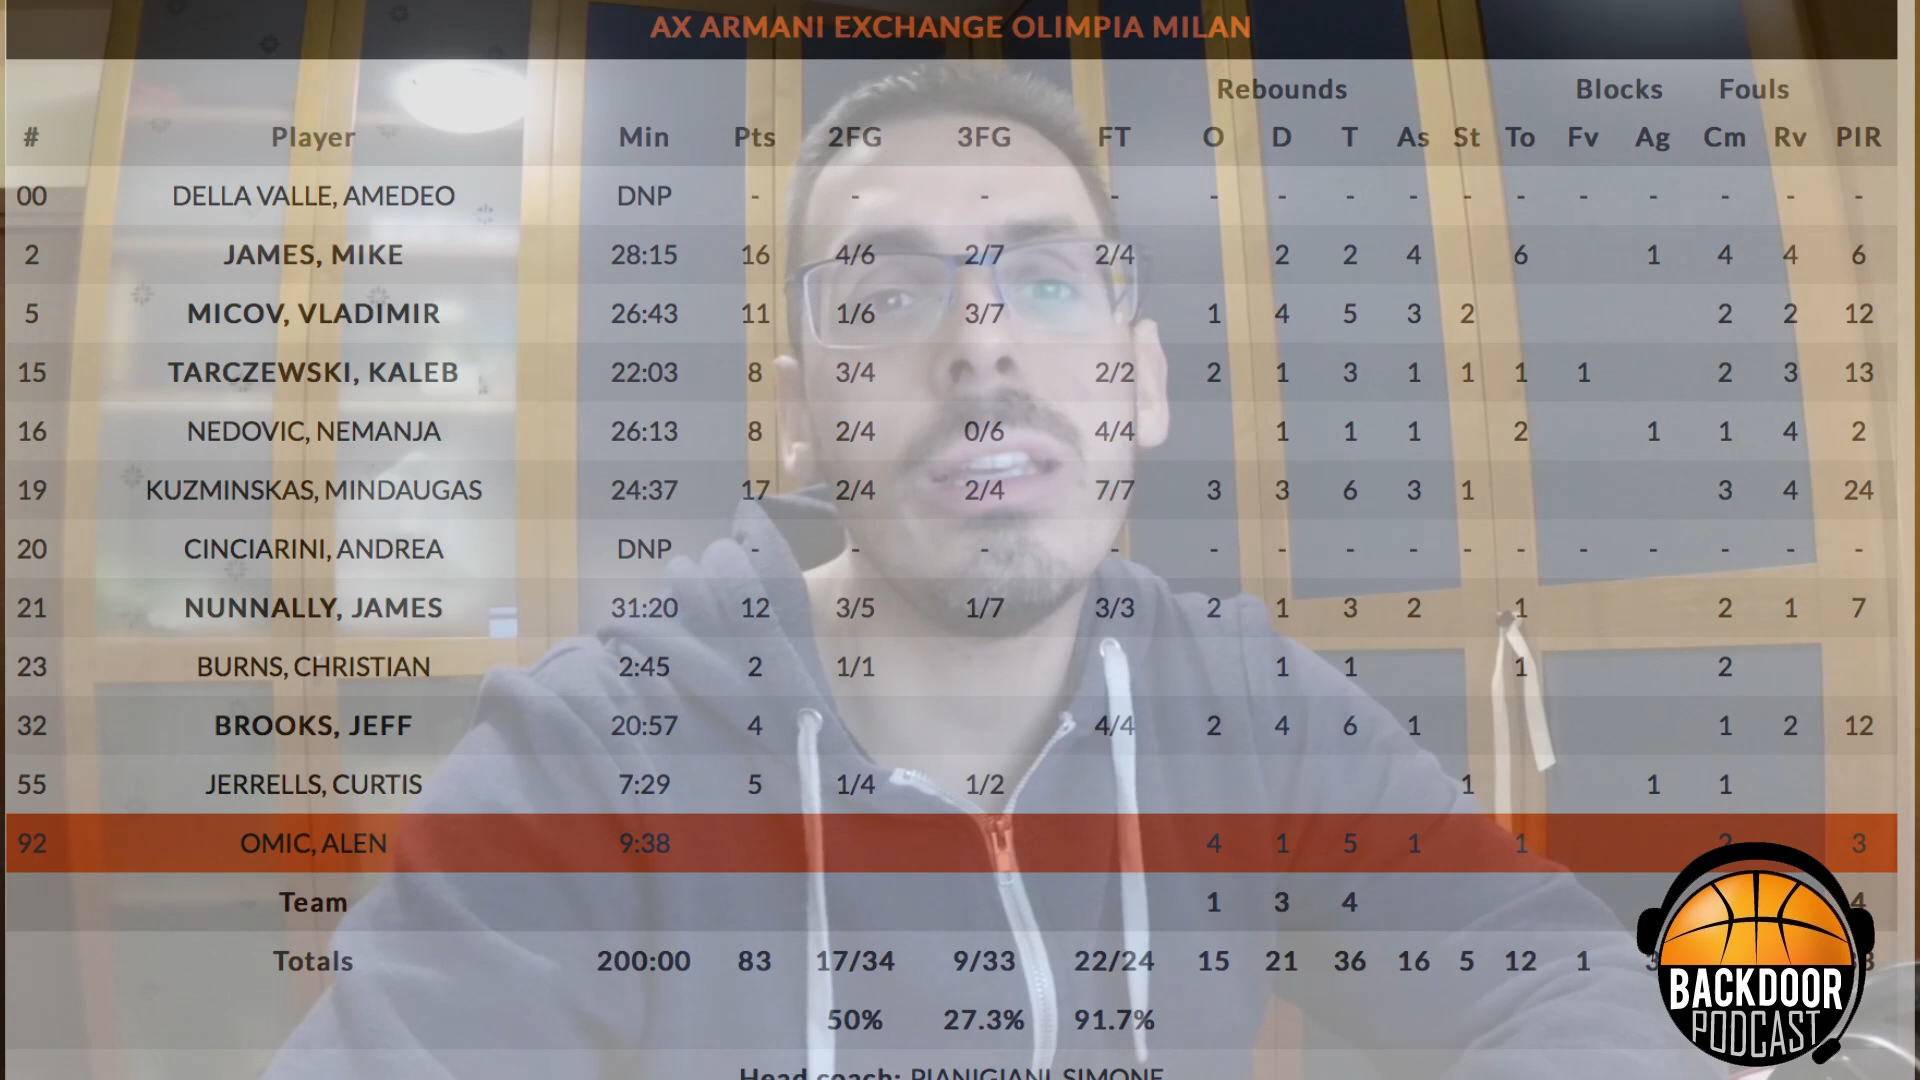 AX ARMANI EXCHANGE OLIMPIA MILAN
Rebounds Blocks Fouls
# Player Min Pts 2FG 3FG FT O D T As St To Fv Ag Cm Rv PIR
00 DELLA VALLE, AMEDEO DNP - - - - - - - - - - - - - - -
2 JAMES, MIKE 28:15 16 4/6 2/7 2/4 2 2 4 6 1 4 4 6
5 MICOV, VLADIMIR 26:43 11 1/6 3/7 1 4 5 3 2 2 2 12
15 TARCZEWSKI, KALEB 22:03 8 3/4 2/2 2 1 3 1 1 1 1 2 3 13
16 NEDOVIC, NEMANJA 26:13 8 2/4 0/6 4/4 1 1 1 2 1 1 4 2
19 KUZMINSKAS, MINDAUGAS 24:37 17 2/4 2/4 7/7 3 3 6 3 1 3 4 24
20 CINCIARINI, ANDREA DNP - - - - - - - - - - - - - - -
21 NUNNALLY, JAMES 31:20 12 3/5 1/7 3/3 2 1 3 2 1 2 1 7
23 BURNS, CHRISTIAN 2:45 2 1/1 1 1 1 2
32 BROOKS, JEFF 20:57 4 4/4 2 4 6 1 1 2 12
55 JERRELLS, CURTIS 7:29 5 1/4 1/2 1 1 1
92 OMIC, ALEN 9:38 4 1 5 1 1 3
Team 1 3 4 4
Totals 200:00 83 17/34 9/33 22/24 15 21 36 16 5 12 1
50% 27.3% 91.7%
Head coach: PIANIGIANI, SIMONE
BACKDOOR
PODCAST